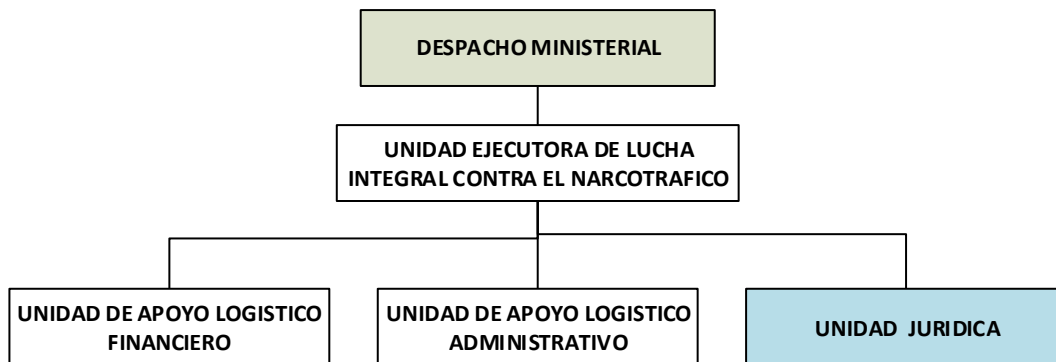 DESPACHO MINISTERIAL
UNIDAD EJECUTORA DE LUCHA
INTEGRAL CONTRA EL NARCOTRAFICO
UNIDAD DE APOYO LOGISTICO
FINANCIERO
UNIDAD DE APOYO LOGISTICO
ADMINISTRATIVO
UNIDAD JURIDICA